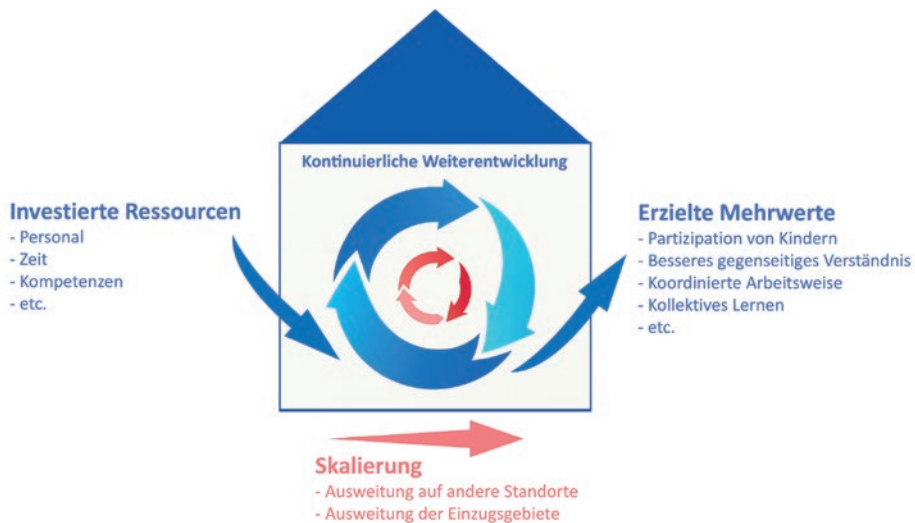 Kontinuierliche Weiterentwicklung
Investierte Ressourcen
- Personal
- Zeit
- Kompetenzen
- etc.
Erzielte Mehrwerte
- Partizipation von Kindern
- Besseres gegenseitiges Verständnis
- Koordinierte Arbeitsweise
- Kollektives Lernen
- etc.
Skalierung
- Ausweitung auf andere Standorte
- Ausweitung der Einzugsgebiete